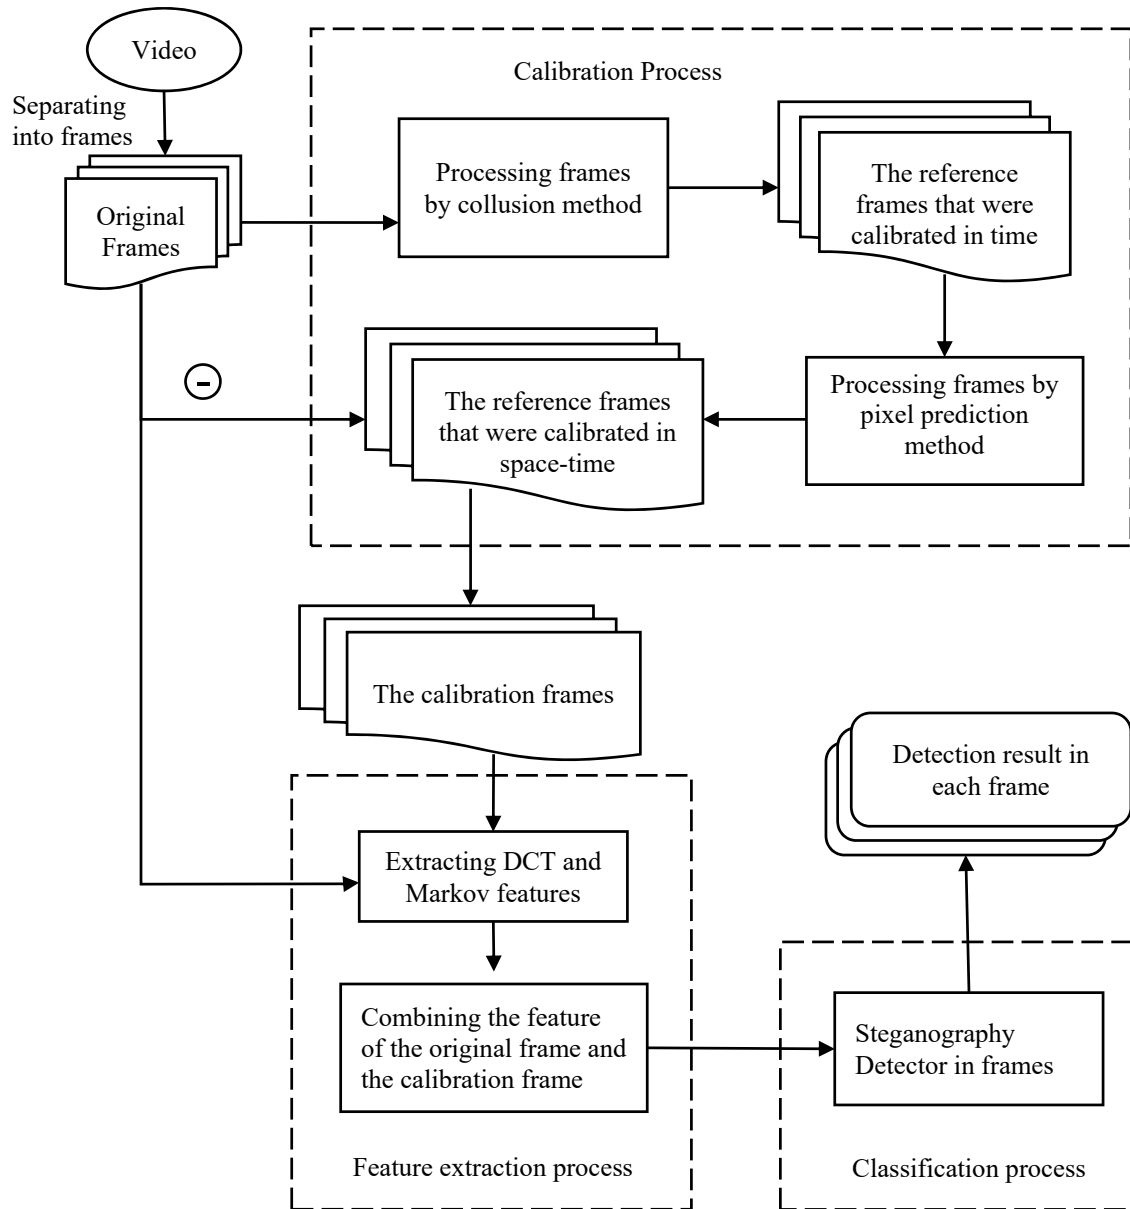 Video
Separating
into frames
Original
Frames
Calibration Process
Processing frames
by collusion method
The reference
frames that were
calibrated in time
-
The reference frames
that were calibrated in
space-time
Processing frames by
pixel prediction
method
The calibration frames
Detection result in
each frame
Extracting DCT and
Markov features
Combining the feature
of the original frame and
the calibration frame
Feature extraction process
Steganography
Detector in frames
Classification process